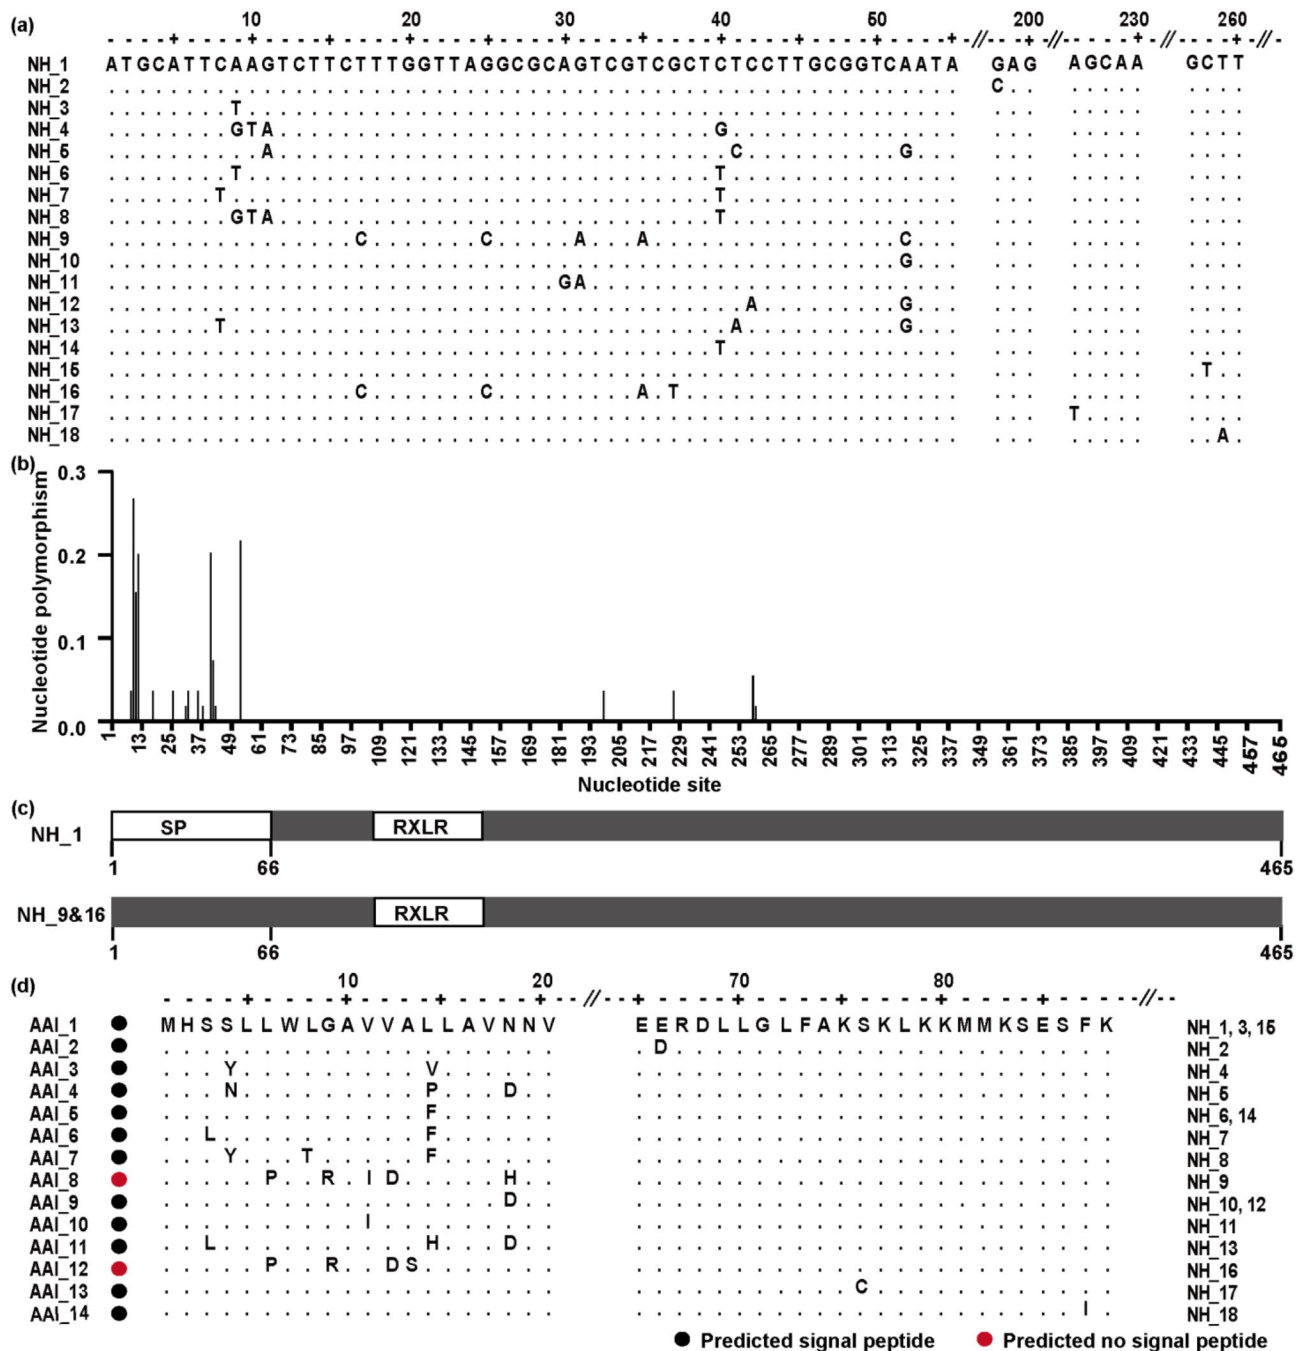 (a) 10 20 30 40 50 200 230 260
NH_1 ATGCATTCAAGTCTTCTTTGGTTAGGCGCAGTCGTCGCTCTCCTTGCGGTCAATA GAG AGCAA GCTT
NH_2 ....................................................... C.. ..... ....
NH_3 ........T.............................................. ... ..... ....
NH_4 ........GTA............................G............... ... ..... ....
NH_5 ..........A.............................C..........G... ... ..... ....
NH_6 ........T..............................T............... ... ..... ....
NH_7 .......T...............................T............... ... ..... ....
NH_8 ........GTA............................T............... ... ..... ....
NH_9 ................C.......C.....A...A................C... ... ..... ....
NH_10 ...................................................G... ... ..... ....
NH_11 .............................GA........................ ... ..... ....
NH_12 .........................................A.........G... ... ..... ....
NH_13 .......T................................A..........G... ... ..... ....
NH_14 .......................................T............... ... ..... ....
NH_15 ....................................................... ... ..... .T..
NH_16 ................C.......C.........A.T.................. ... ..... ....
NH_17 ....................................................... ... T.... ....
NH_18 ....................................................... ... ..... ..A.
(b)
Nucleotide polymorphism
0.3
0.2
0.1
0.0
1 13 25 37 49 61 73 85 97 109 121 133 145 157 169 181 193 205 217 229 241 253 265 277 289 301 313 325 337 349 361 373 385 397 409 421 433 445 457 465
Nucleotide site
(c)
NH_1 SP RXLR
1 66 465
NH_9&16 RXLR
1 66 465
(d) 10 20 70 80
AAI_1 MHSSLLWLGAVVALLAVNNV EERDLLGLFAKSKLKKMMKSESFK NH_1, 3, 15
AAI_2 .................... .D...................... NH_2
AAI_3 ...Y.........V...... ........................ NH_4
AAI_4 ...N.........P...D.. ........................ NH_5
AAI_5 .............F...... ........................ NH_6, 14
AAI_6 ..L..........F...... ........................ NH_7
AAI_7 ...Y...T.....F...... ........................ NH_8
AAI_8 .....P..R.ID.....H.. ........................ NH_9
AAI_9 .................D.. ........................ NH_10, 12
AAI_10 ..........I......... ........................ NH_11
AAI_11 ..L..........H...D.. ........................ NH_13
AAI_12 .....P..R..DS....... ........................ NH_16
AAI_13 .................... ...........C............ NH_17
AAI_14 .................... ......................I. NH_18
Predicted signal peptide Predicted no signal peptide